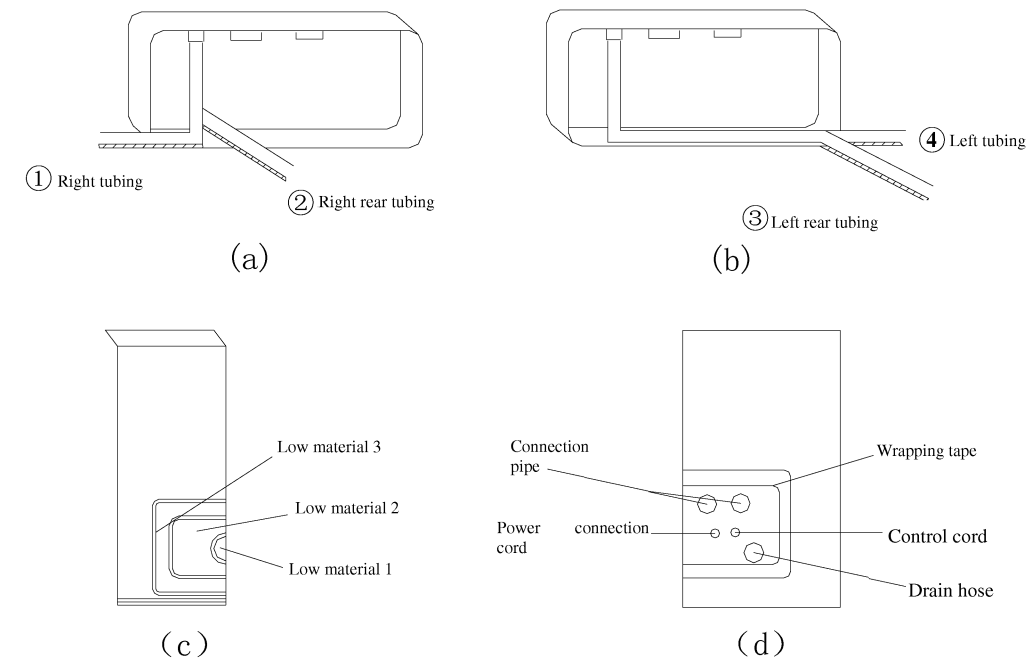 ① Right tubing
② Right rear tubing
(a)
④ Left tubing
③ Left rear tubing
(b)
Low material 3
Low material 2
Low material 1
(c)
Connection
pipe
Wrapping tape
Power connection
cord
Control cord
Drain hose
(d)